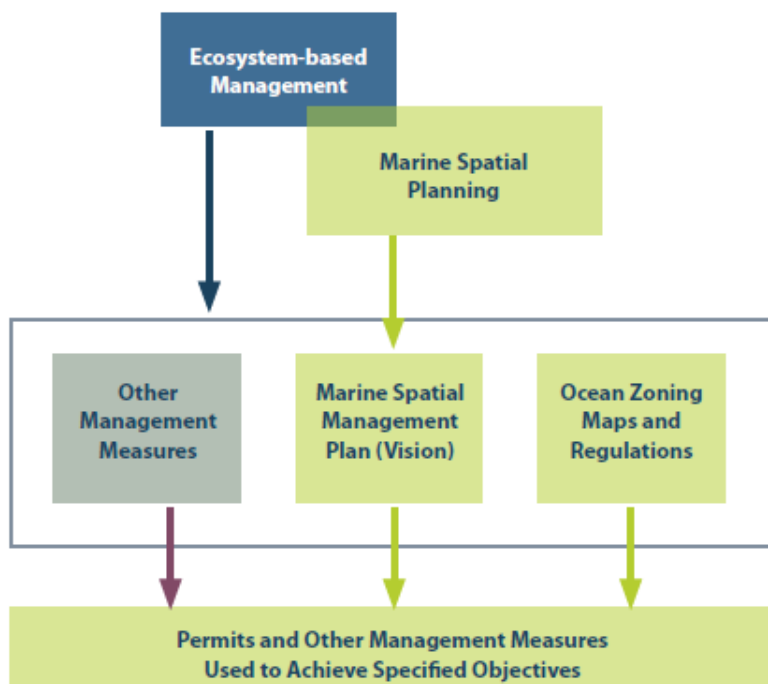 Ecosystem-based
Management
Marine Spatial
Planning
Other
Management
Measures
Marine Spatial
Management
Plan (Vision)
Ocean Zoning
Maps and
Regulations
Permits and Other Management Measures
Used to Achieve Specified Objectives